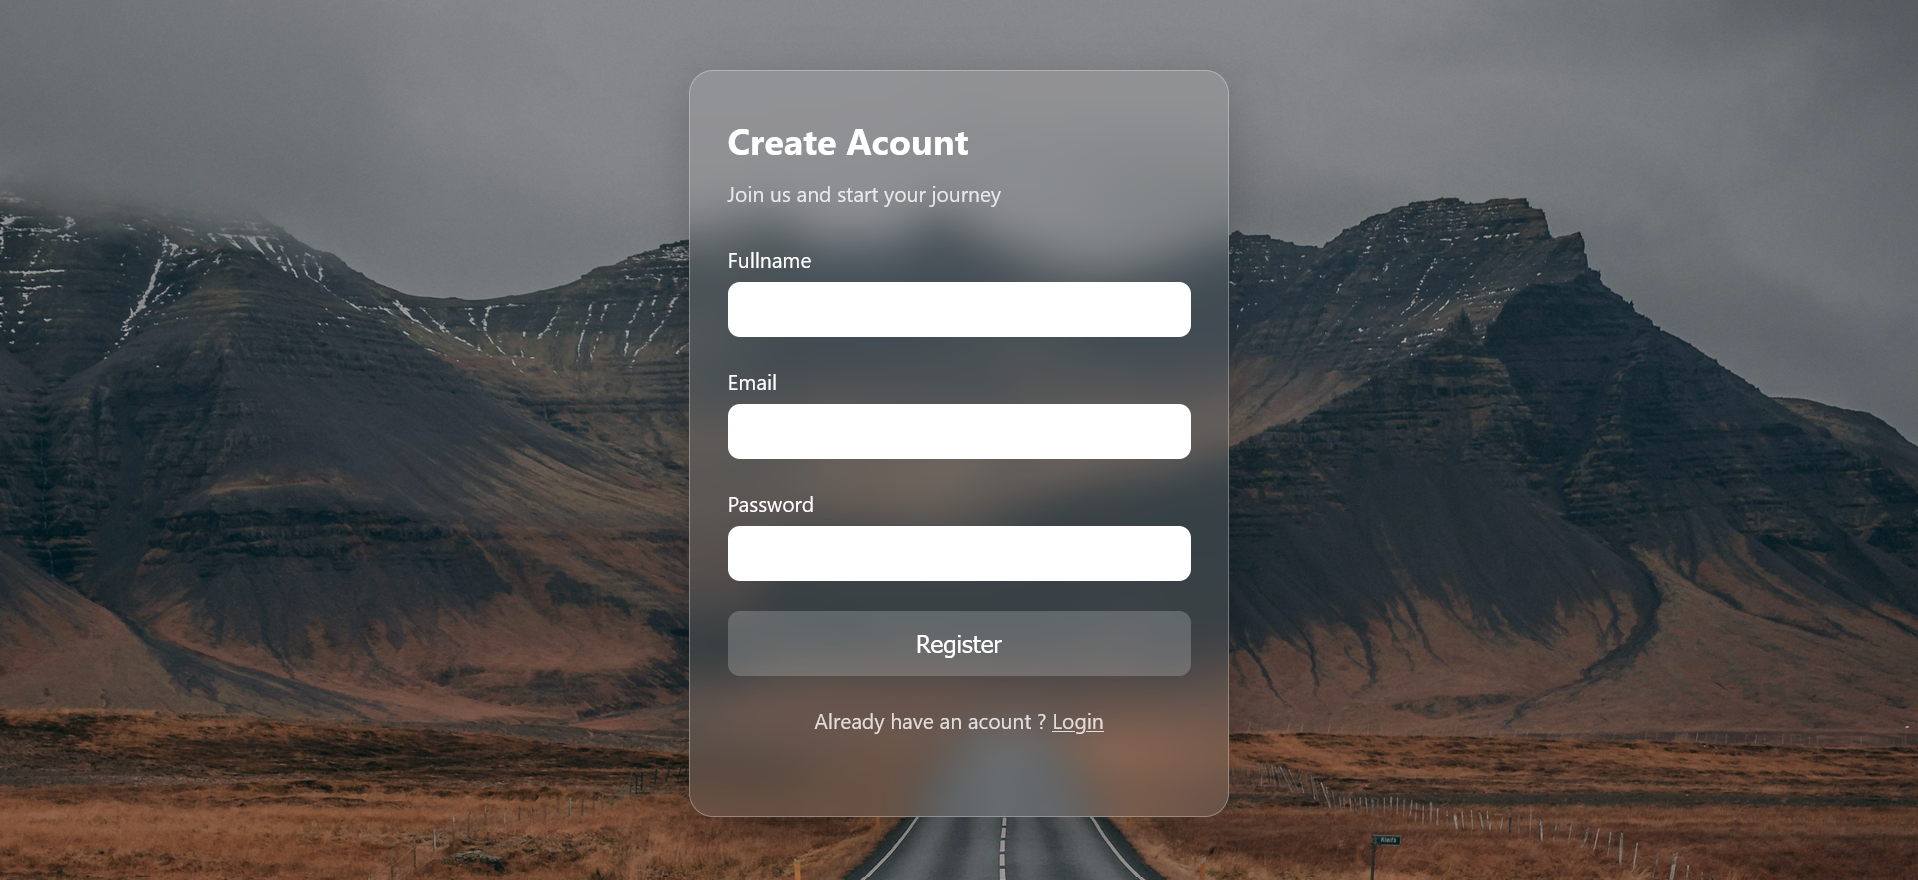 Create Acount
Join us and start your journey
Fullname
Email
Password
Register
Already have an acount ? Login